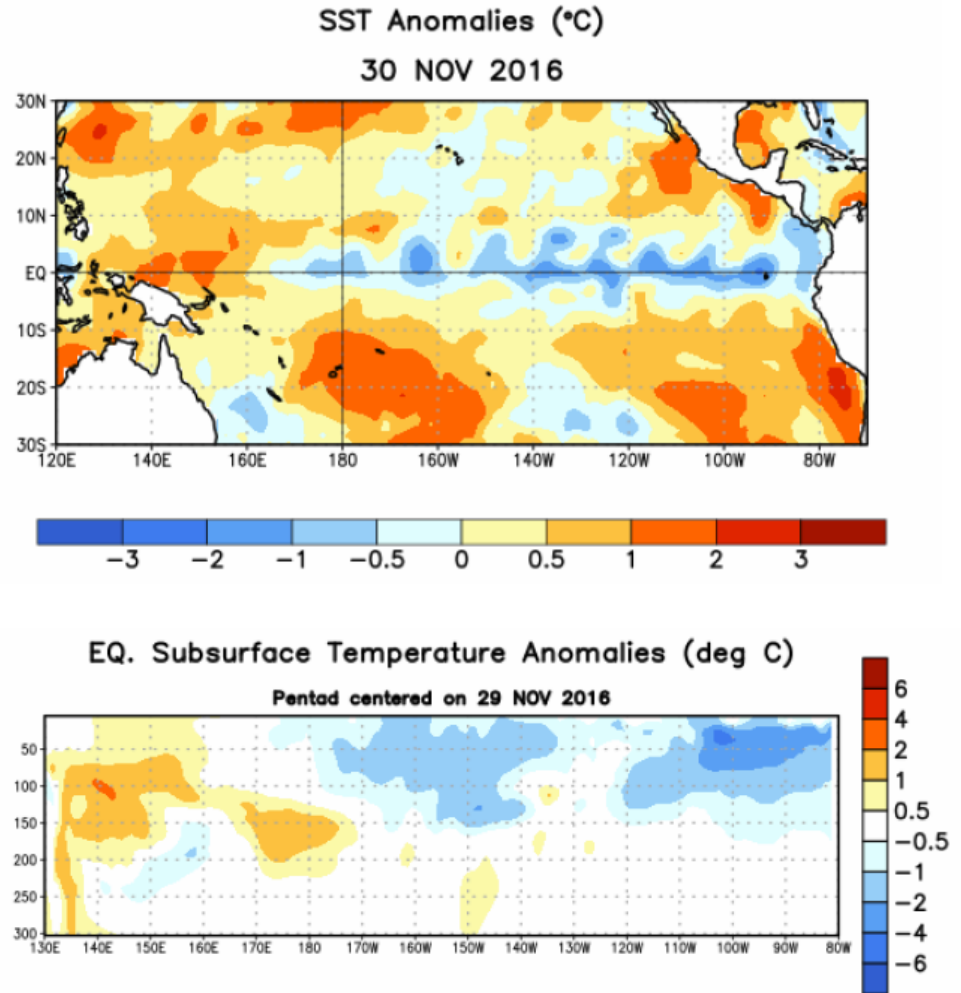 SST Anomalies (°C)
30 NOV 2016
30N
20N
10N
EQ
10S
20S
30S
120E 140E 160E 180 160W 140W 120W 100W 80W
−3 −2 −1 −0.5 0 0.5 1 2 3
EQ. Subsurface Temperature Anomalies (deg C)
Pentad centered on 29 NOV 2016
50
100
150
200
250
300
130E 140E 150E 160E 170E 180 170W 160W 150W 140W 130W 120W 110W 100W 90W 80W
6
4
2
1
0.5
−0.5
−1
−2
−4
−6